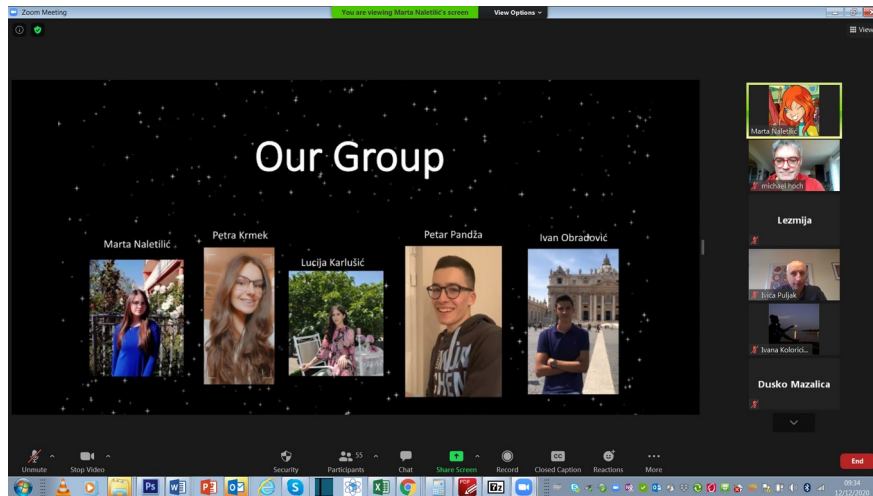 Zoom Meeting
You are viewing Marta Naletilić's screen
View Options
View
Our Group
Marta Naletilić
Petra Krmek
Lucija Karlušić
Petar Pandža
Ivan Obradović
Marta Naletilić
michael hoch
Lezmija
Ivica Puljak
Ivana Kolorici...
Dusko Mazalica
Unmute
Stop Video
Security
Participants
55
Chat
Share Screen
Record
CC
Closed Caption
Reactions
More
End
09:34
12/12/2020